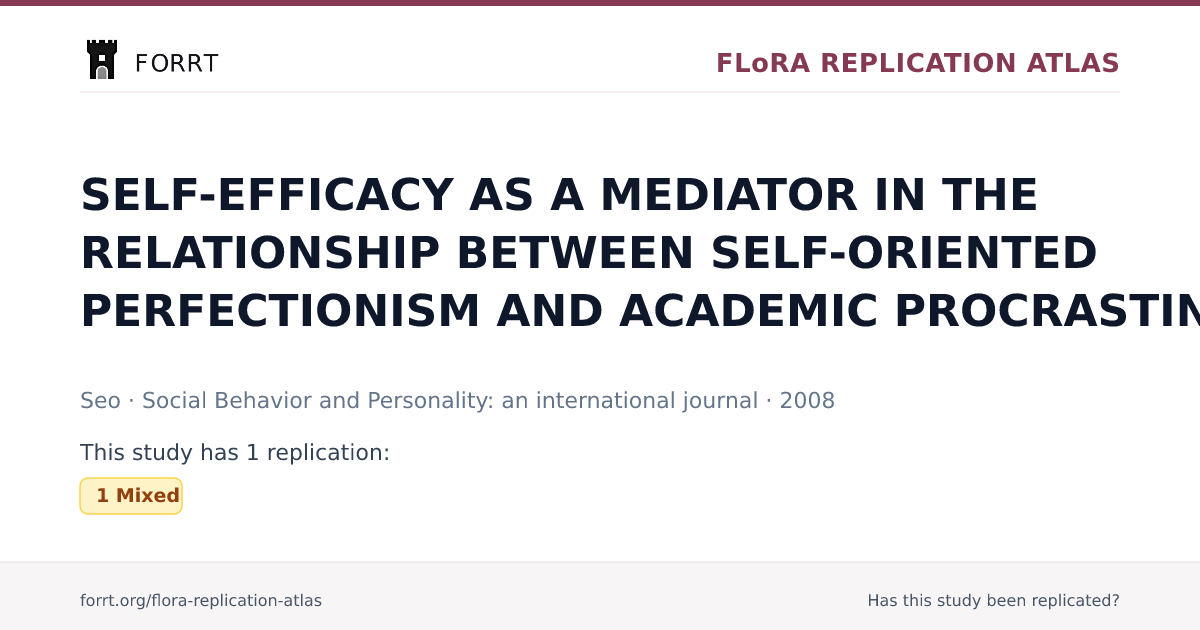 FORRT
FLoRA REPLICATION ATLAS
SELF-EFFICACY AS A MEDIATOR IN THE
RELATIONSHIP BETWEEN SELF-ORIENTED
PERFECTIONISM AND ACADEMIC PROCRASTIN
Seo · Social Behavior and Personality: an international journal · 2008
This study has 1 replication:
1 Mixed
forrt.org/flora-replication-atlas
Has this study been replicated?